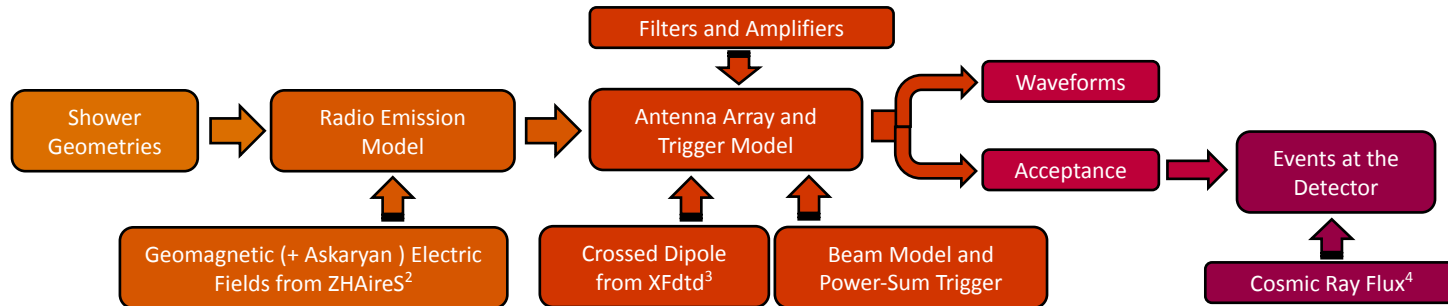 Filters and Amplifiers
Shower
Geometries
Radio Emission
Model
Antenna Array and
Trigger Model
Waveforms
Acceptance
Events at the
Detector
Geomagnetic (+ Askaryan ) Electric
Fields from ZHAireS²
Crossed Dipole
from XFdtd³
Beam Model and
Power-Sum Trigger
Cosmic Ray Flux⁴